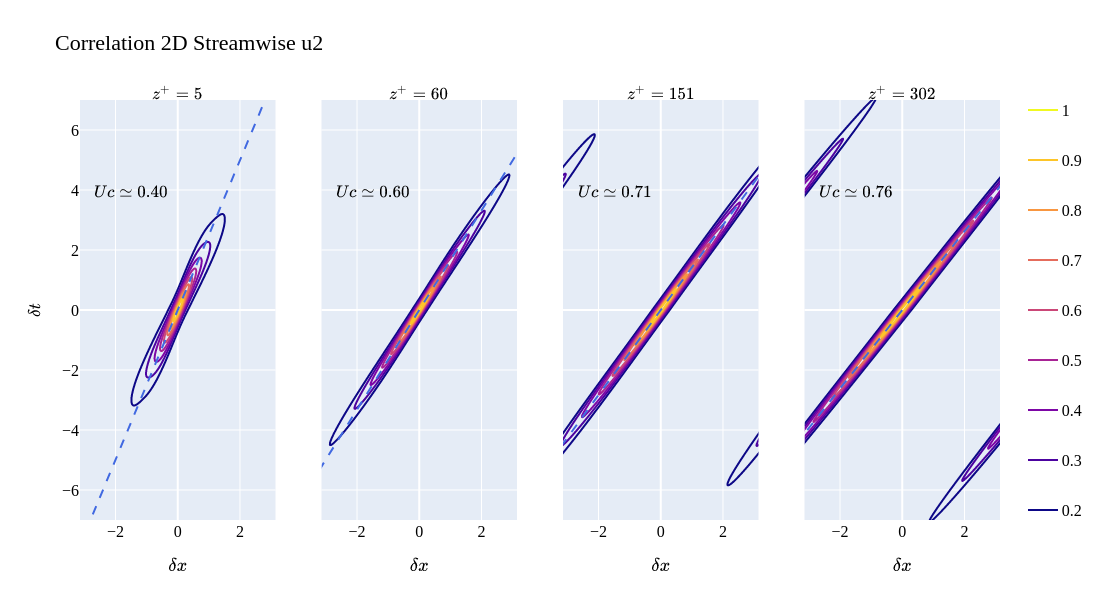 Correlation 2D Streamwise u2
z⁺ = 5
z⁺ = 60
z⁺ = 151
z⁺ = 302
Uc ≃ 0.40
Uc ≃ 0.60
Uc ≃ 0.71
Uc ≃ 0.76
δt
6
4
2
0
−2
−4
−6
−2 0 2
−2 0 2
−2 0 2
−2 0 2
δx
δx
δx
δx
1
0.9
0.8
0.7
0.6
0.5
0.4
0.3
0.2